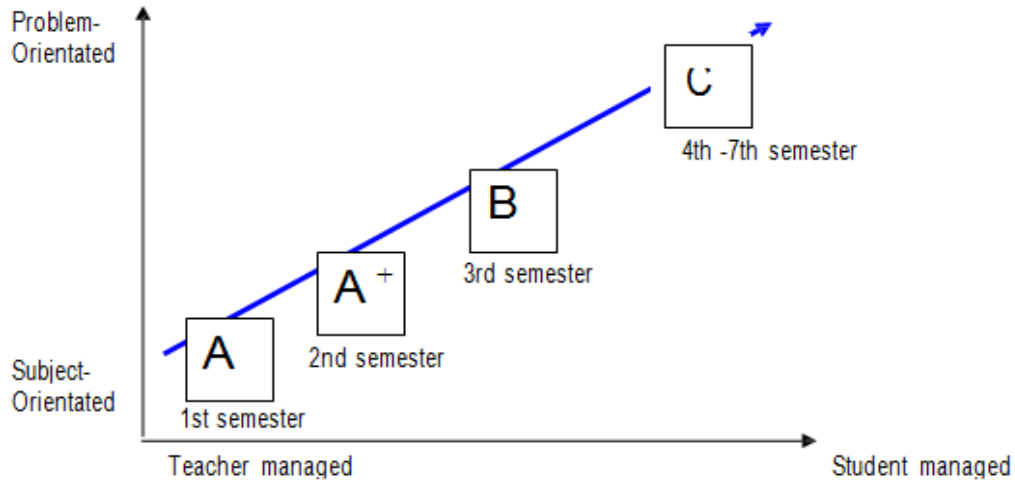 Problem-
Orientated
C
4th -7th semester
B
3rd semester
A +
2nd semester
A
1st semester
Subject-
Orientated
Teacher managed
Student managed